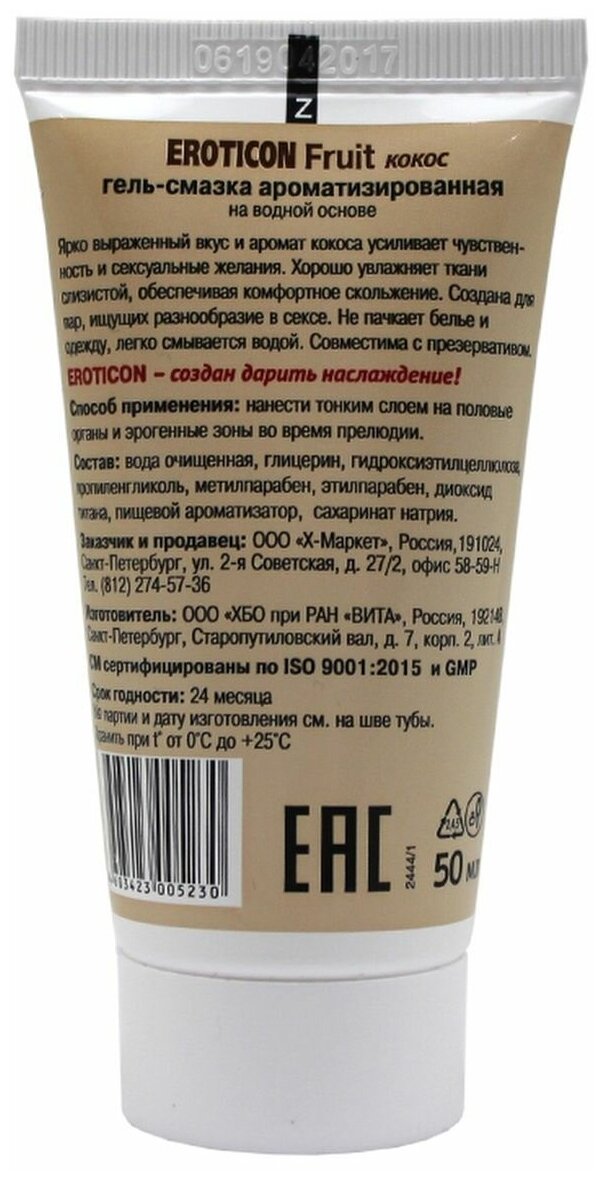 0619042017
Z
EROTICON Fruit кокос
гель-смазка ароматизированная
на водной основе
Ярко выраженный вкус и аромат кокоса усиливает чувствен-
ность и сексуальные желания. Хорошо увлажняет ткани
слизистой, обеспечивая комфортное скольжение. Создана для
пар, ищущих разнообразие в сексе. Не пачкает белье и
одежду, легко смывается водой. Совместима с презервативом.
EROTICON – создан дарить наслаждение!
Способ применения: нанести тонким слоем на половые
органы и эрогенные зоны во время прелюдии.
Состав: вода очищенная, глицерин, гидроксиэтилцеллюлоза,
пропиленгликоль, метилпарабен, этилпарабен, диоксид
титана, пищевой ароматизатор, сахаринат натрия.
Заказчик и продавец: ООО «Х-Маркет», Россия,191024,
Санкт-Петербург, ул. 2-я Советская, д. 27/2, офис 58-59-Н
Тел. (812) 274-57-36
Изготовитель: ООО «ХБО при РАН «ВИТА», Россия, 192148,
Санкт-Петербург, Старопутиловский вал, д. 7, корп. 2, лит. А
СМ сертифицированы по ISO 9001:2015 и GMP
Срок годности: 24 месяца
№ партии и дату изготовления см. на шве тубы.
Хранить при t° от 0°C до +25°C
083423 005230
ЕАС
2444/1
50 мл